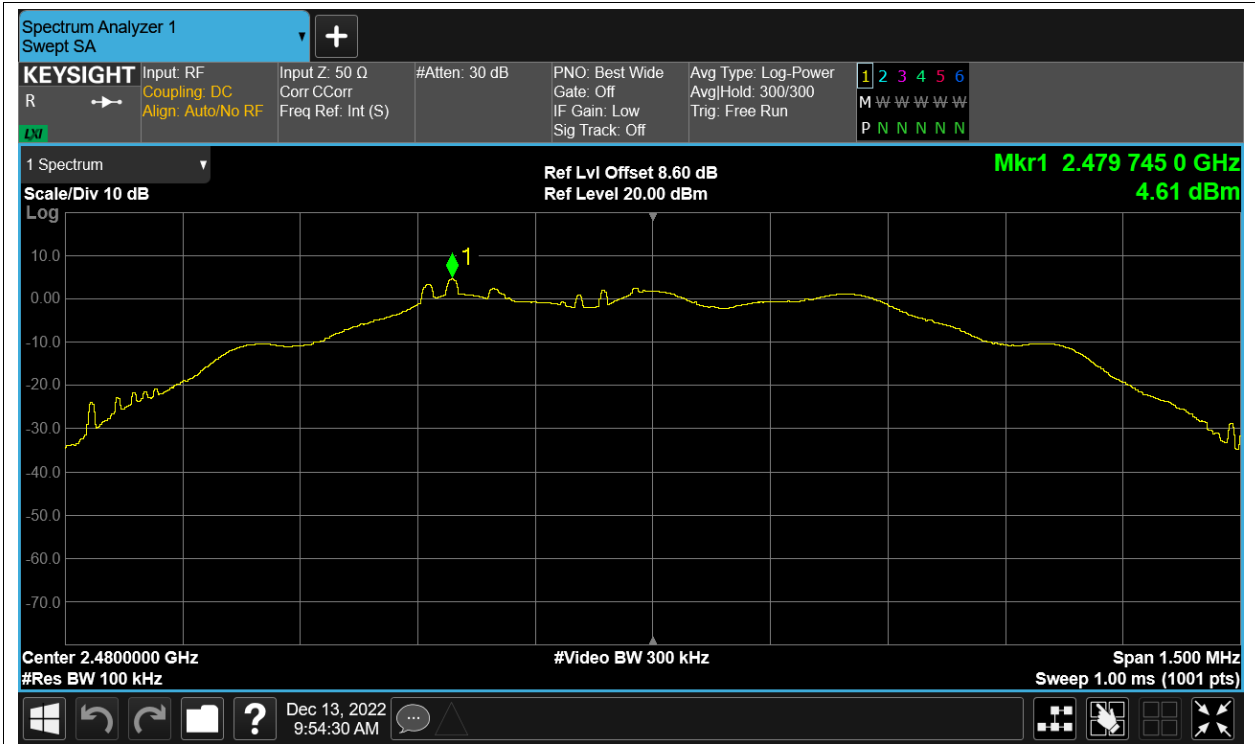 Spectrum Analyzer 1
Swept SA
+
KEYSIGHT
R
LXI
Input: RF
Coupling: DC
Align: Auto/No RF
Input Z: 50 Ω
Corr CCorr
Freq Ref: Int (S)
#Atten: 30 dB
PNO: Best Wide
Gate: Off
IF Gain: Low
Sig Track: Off
Avg Type: Log-Power
Avg|Hold: 300/300
Trig: Free Run
1 2 3 4 5 6
M W W W W W
P N N N N N
1 Spectrum
Scale/Div 10 dB
Log
Ref Lvl Offset 8.60 dB
Ref Level 20.00 dBm
Mkr1 2.479 745 0 GHz
4.61 dBm
1
10.0
0.00
-10.0
-20.0
-30.0
-40.0
-50.0
-60.0
-70.0
Center 2.4800000 GHz
#Res BW 100 kHz
#Video BW 300 kHz
Span 1.500 MHz
Sweep 1.00 ms (1001 pts)
?
Dec 13, 2022
9:54:30 AM